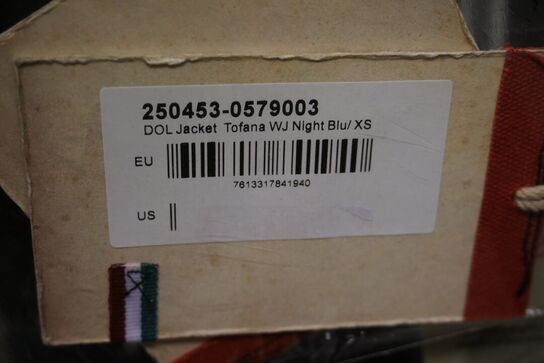 250453-0579003
DOL Jacket Tofana WJ Night Blu/ XS
EU
7613317841940
US